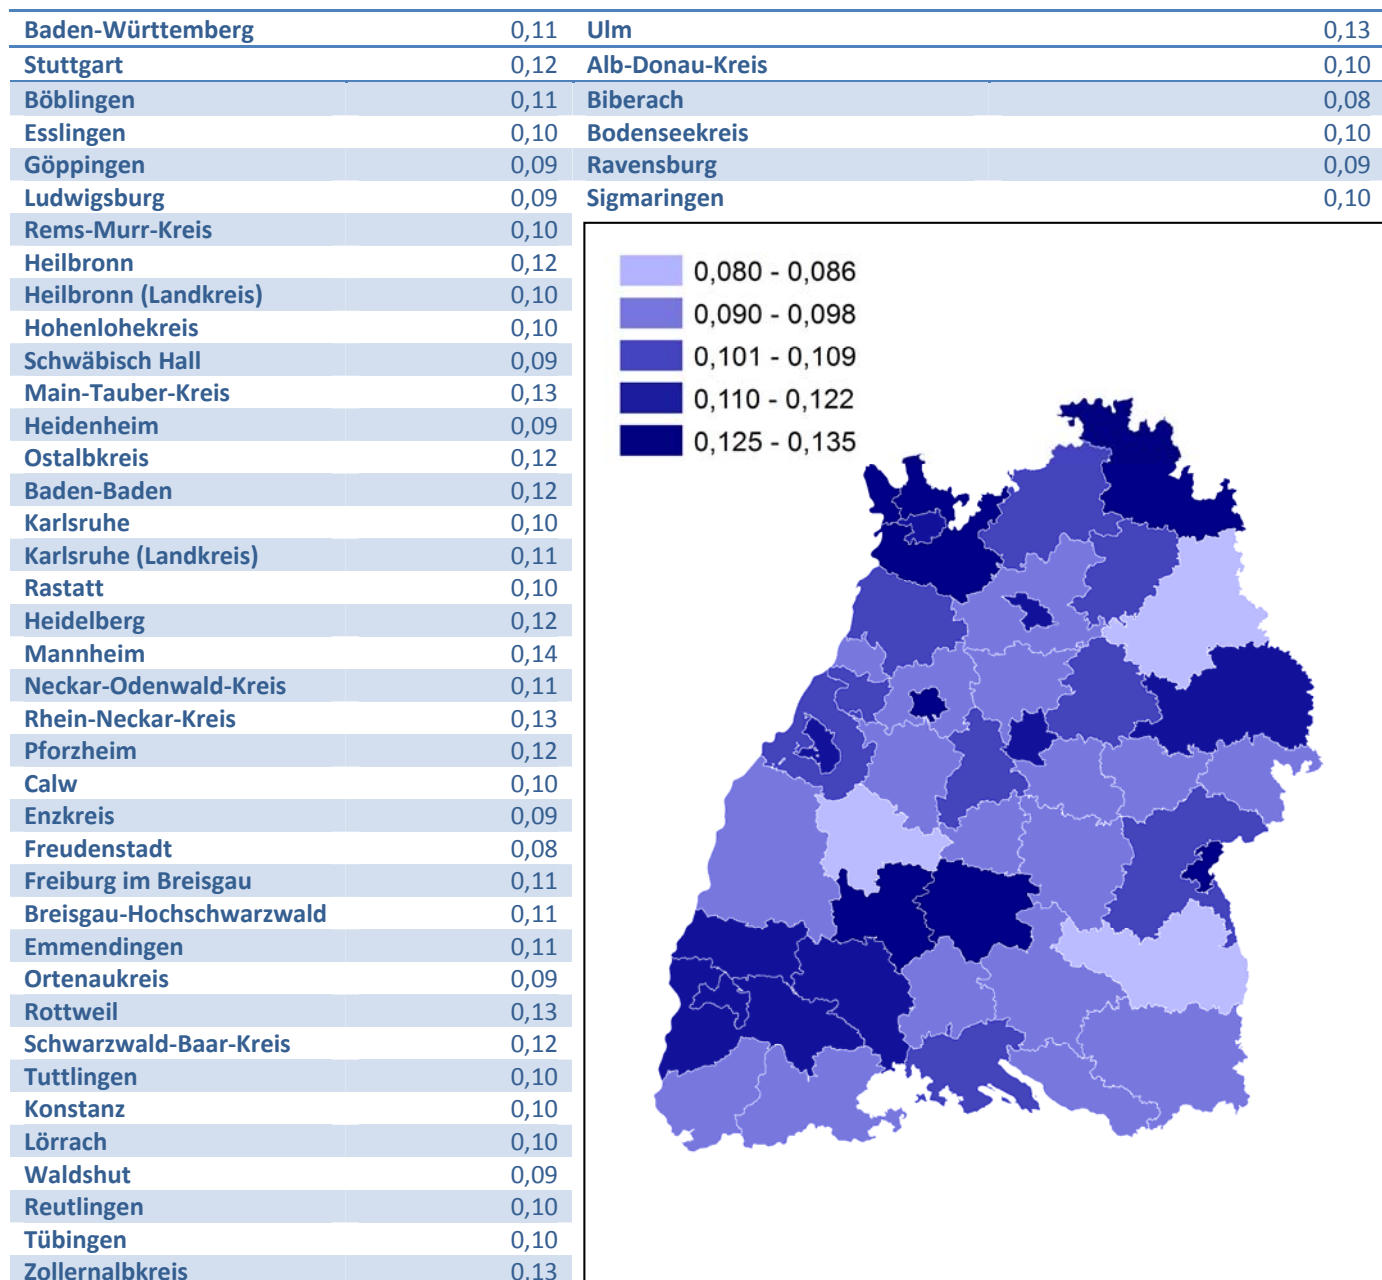 Baden-Württemberg 0,11
Stuttgart 0,12
Böblingen 0,11
Esslingen 0,10
Göppingen 0,09
Ludwigsburg 0,09
Rems-Murr-Kreis 0,10
Heilbronn 0,12
Heilbronn (Landkreis) 0,10
Hohenlohekreis 0,10
Schwäbisch Hall 0,09
Main-Tauber-Kreis 0,13
Heidenheim 0,09
Ostalbkreis 0,12
Baden-Baden 0,12
Karlsruhe 0,10
Karlsruhe (Landkreis) 0,11
Rastatt 0,10
Heidelberg 0,12
Mannheim 0,14
Neckar-Odenwald-Kreis 0,11
Rhein-Neckar-Kreis 0,13
Pforzheim 0,12
Calw 0,10
Enzkreis 0,09
Freudenstadt 0,08
Freiburg im Breisgau 0,11
Breisgau-Hochschwarzwald 0,11
Emmendingen 0,11
Ortenaukreis 0,09
Rottweil 0,13
Schwarzwald-Baar-Kreis 0,12
Tuttlingen 0,10
Konstanz 0,10
Lörrach 0,10
Waldshut 0,09
Reutlingen 0,10
Tübingen 0,10
Zollernalbkreis 0,13
Ulm 0,13
Alb-Donau-Kreis 0,10
Biberach 0,08
Bodenseekreis 0,10
Ravensburg 0,09
Sigmaringen 0,10
0,080 - 0,086
0,090 - 0,098
0,101 - 0,109
0,110 - 0,122
0,125 - 0,135